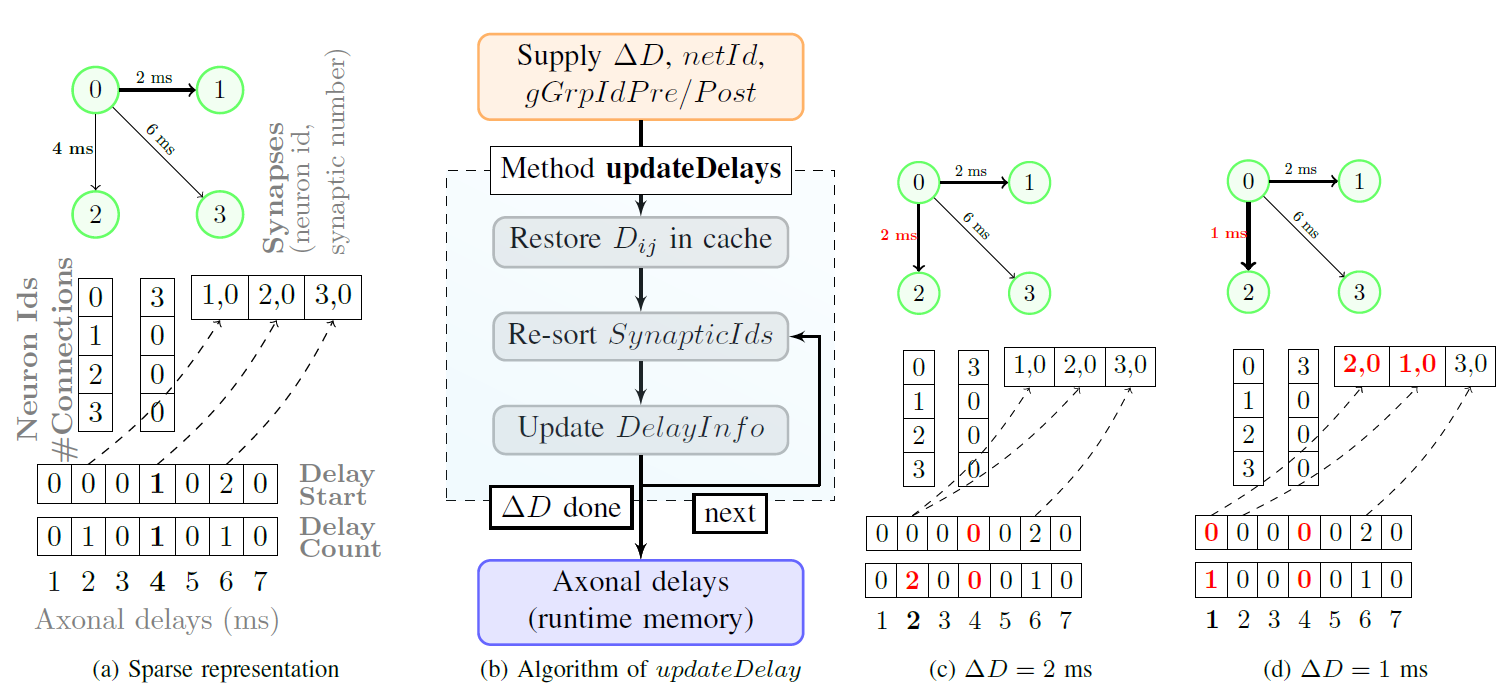 0
2 ms
1
4 ms
6 ms
2
3
Synapses
(neuron id,
synaptic number)
Neuron Ids
#Connections
0 3 1,0 2,0 3,0
1 0
2 0
3 0
0 0 0 1 0 2 0
Delay
Start
0 1 0 1 0 1 0
Delay
Count
1 2 3 4 5 6 7
Axonal delays (ms)
(a) Sparse representation
Supply ΔD, netId,
gGrpIdPre/Post
Method updateDelays
Restore Dij in cache
Re-sort SynapticIds
Update DelayInfo
ΔD done
next
Axonal delays
(runtime memory)
(b) Algorithm of updateDelay
0
2 ms
1
2 ms
6 ms
2
3
0 3 1,0 2,0 3,0
1 0
2 0
3 0
0 0 0 0 0 2 0
0 2 0 0 0 1 0
1 2 3 4 5 6 7
(c) ΔD = 2 ms
0
2 ms
1
1 ms
6 ms
2
3
0 3 2,0 1,0 3,0
1 0
2 0
3 0
0 0 0 0 0 2 0
1 0 0 0 0 1 0
1 2 3 4 5 6 7
(d) ΔD = 1 ms